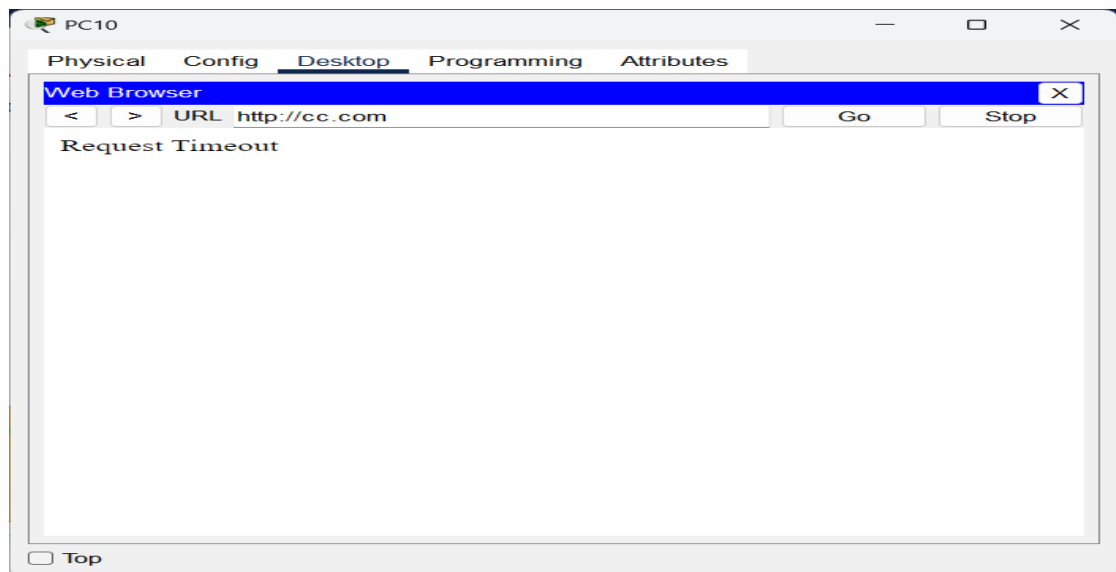 PC10
Physical Config Desktop Programming Attributes
Web Browser X
< > URL http://cc.com Go Stop
Request Timeout
Top